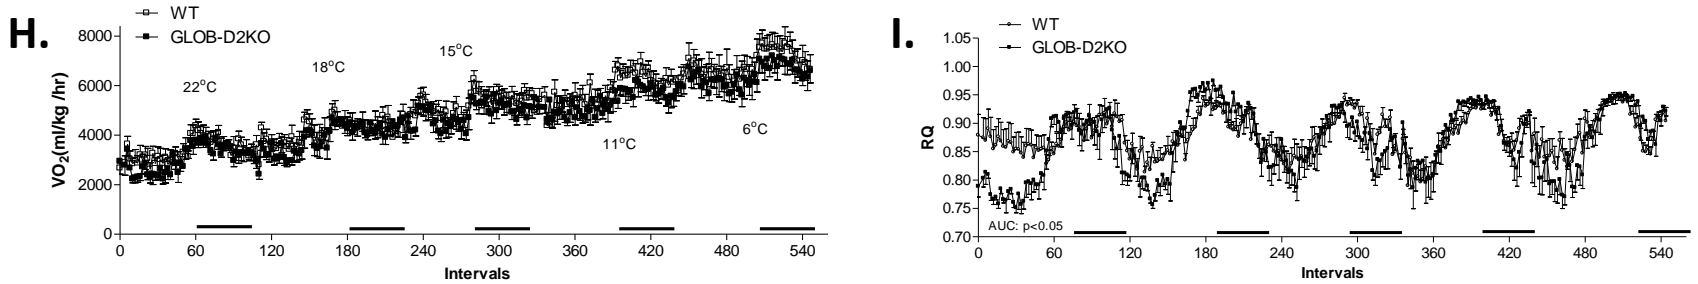 H.
WT
GLOB-D2KO
22°C
18°C
15°C
11°C
6°C
VO2(ml/kg /hr)
8000
6000
4000
2000
0
0 60 120 180 240 300 360 420 480 540
Intervals
I.
WT
GLOB-D2KO
RQ
1.05
1.00
0.95
0.90
0.85
0.80
0.75
0.70
AUC: p<0.05
0 60 120 180 240 300 360 420 480 540
Intervals